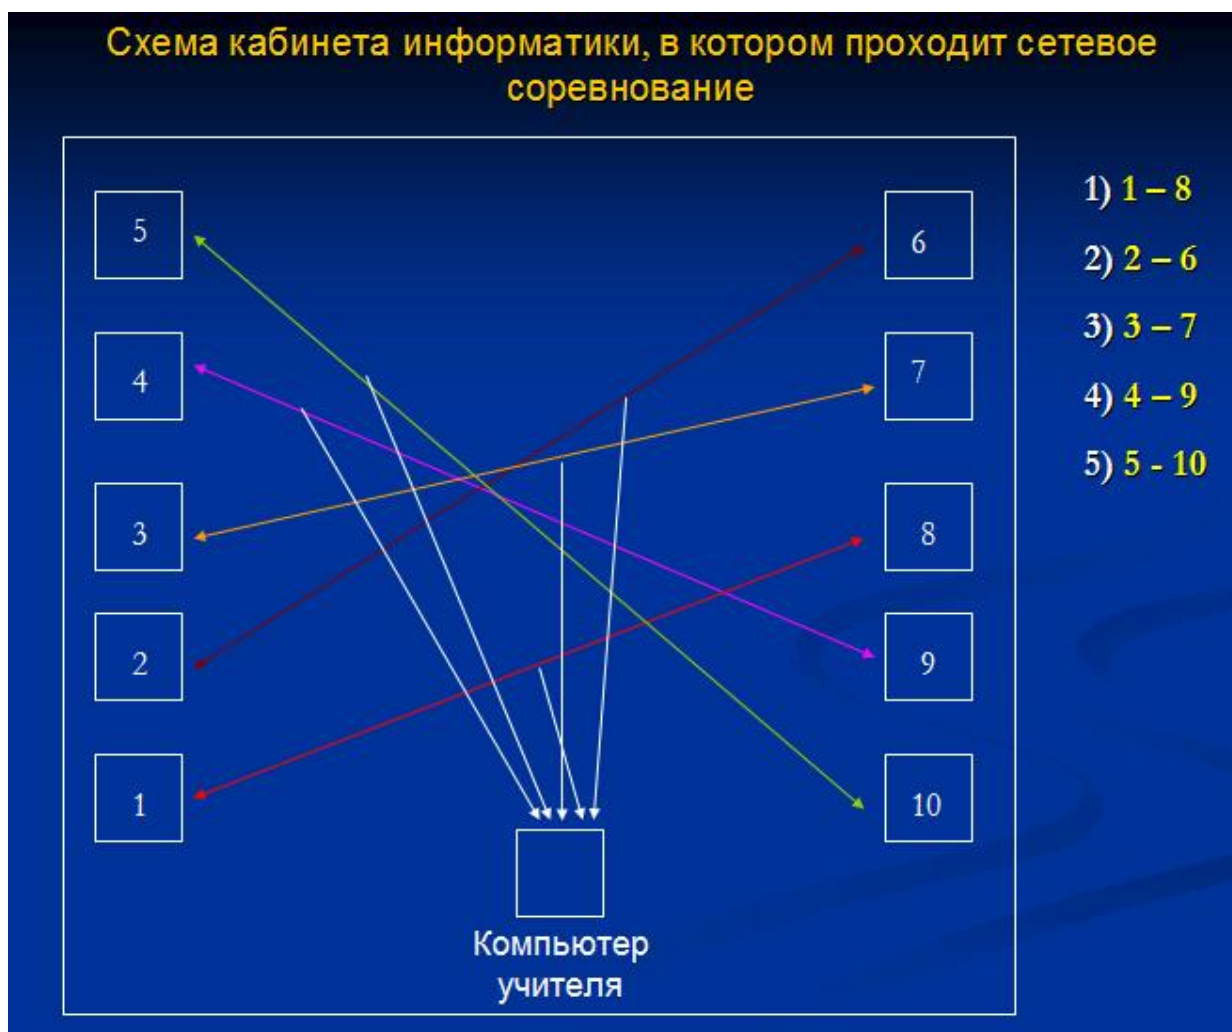 Схема кабинета информатики, в котором проходит сетевое
соревнование
5
4
3
2
1
6
7
8
9
10
Компьютер
учителя
1) 1 – 8
2) 2 – 6
3) 3 – 7
4) 4 – 9
5) 5 - 10